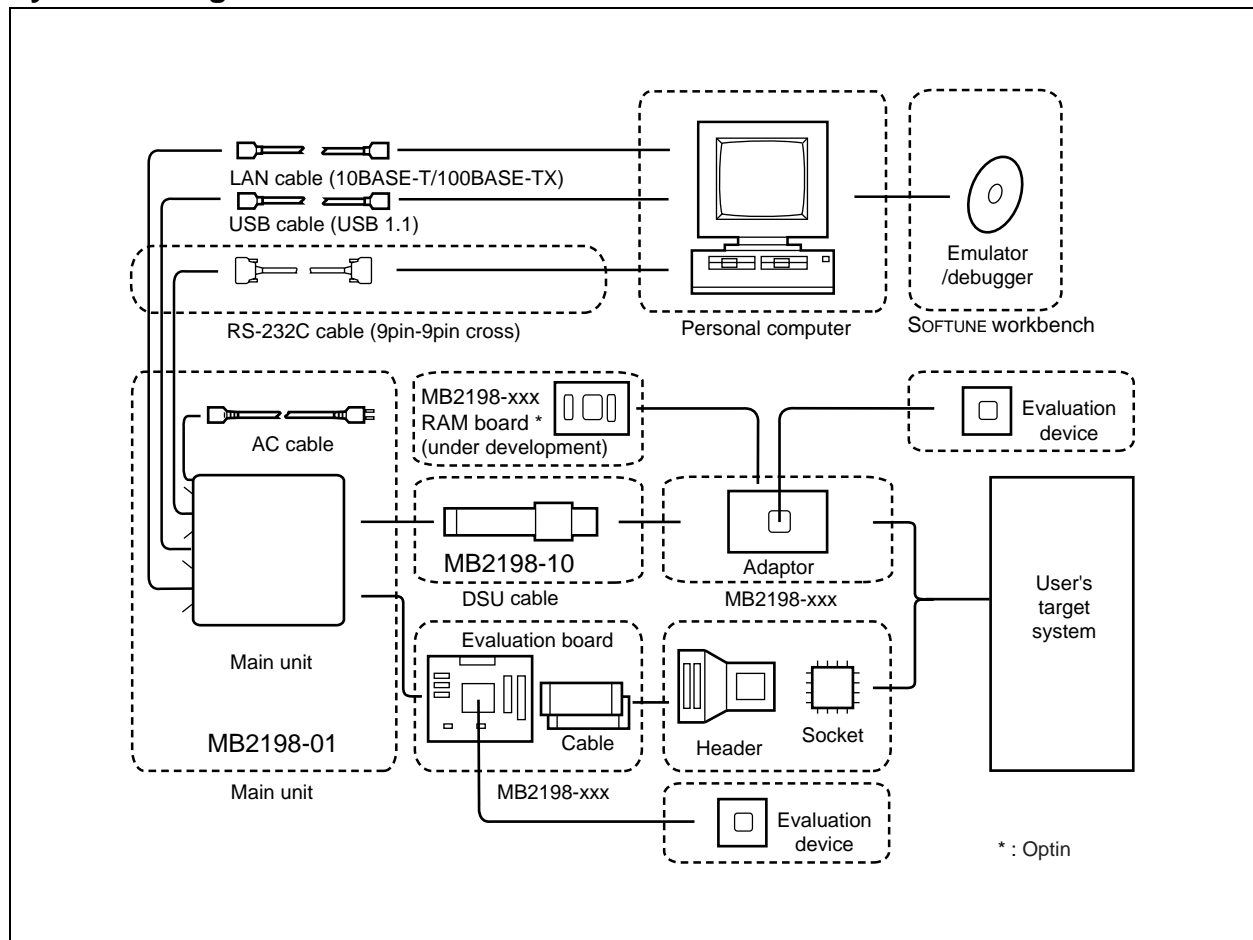 LAN cable (10BASE-T/100BASE-TX)
USB cable (USB 1.1)
RS-232C cable (9pin-9pin cross)
Personal computer
Emulator
/debugger
SOFTUNE workbench
AC cable
Main unit
MB2198-01
Main unit
MB2198-xxx
RAM board *
(under development)
MB2198-10
DSU cable
Adaptor
MB2198-xxx
Evaluation
device
User's
target
system
Evaluation board
Cable
MB2198-xxx
Header
Socket
Evaluation
device
* : Optin